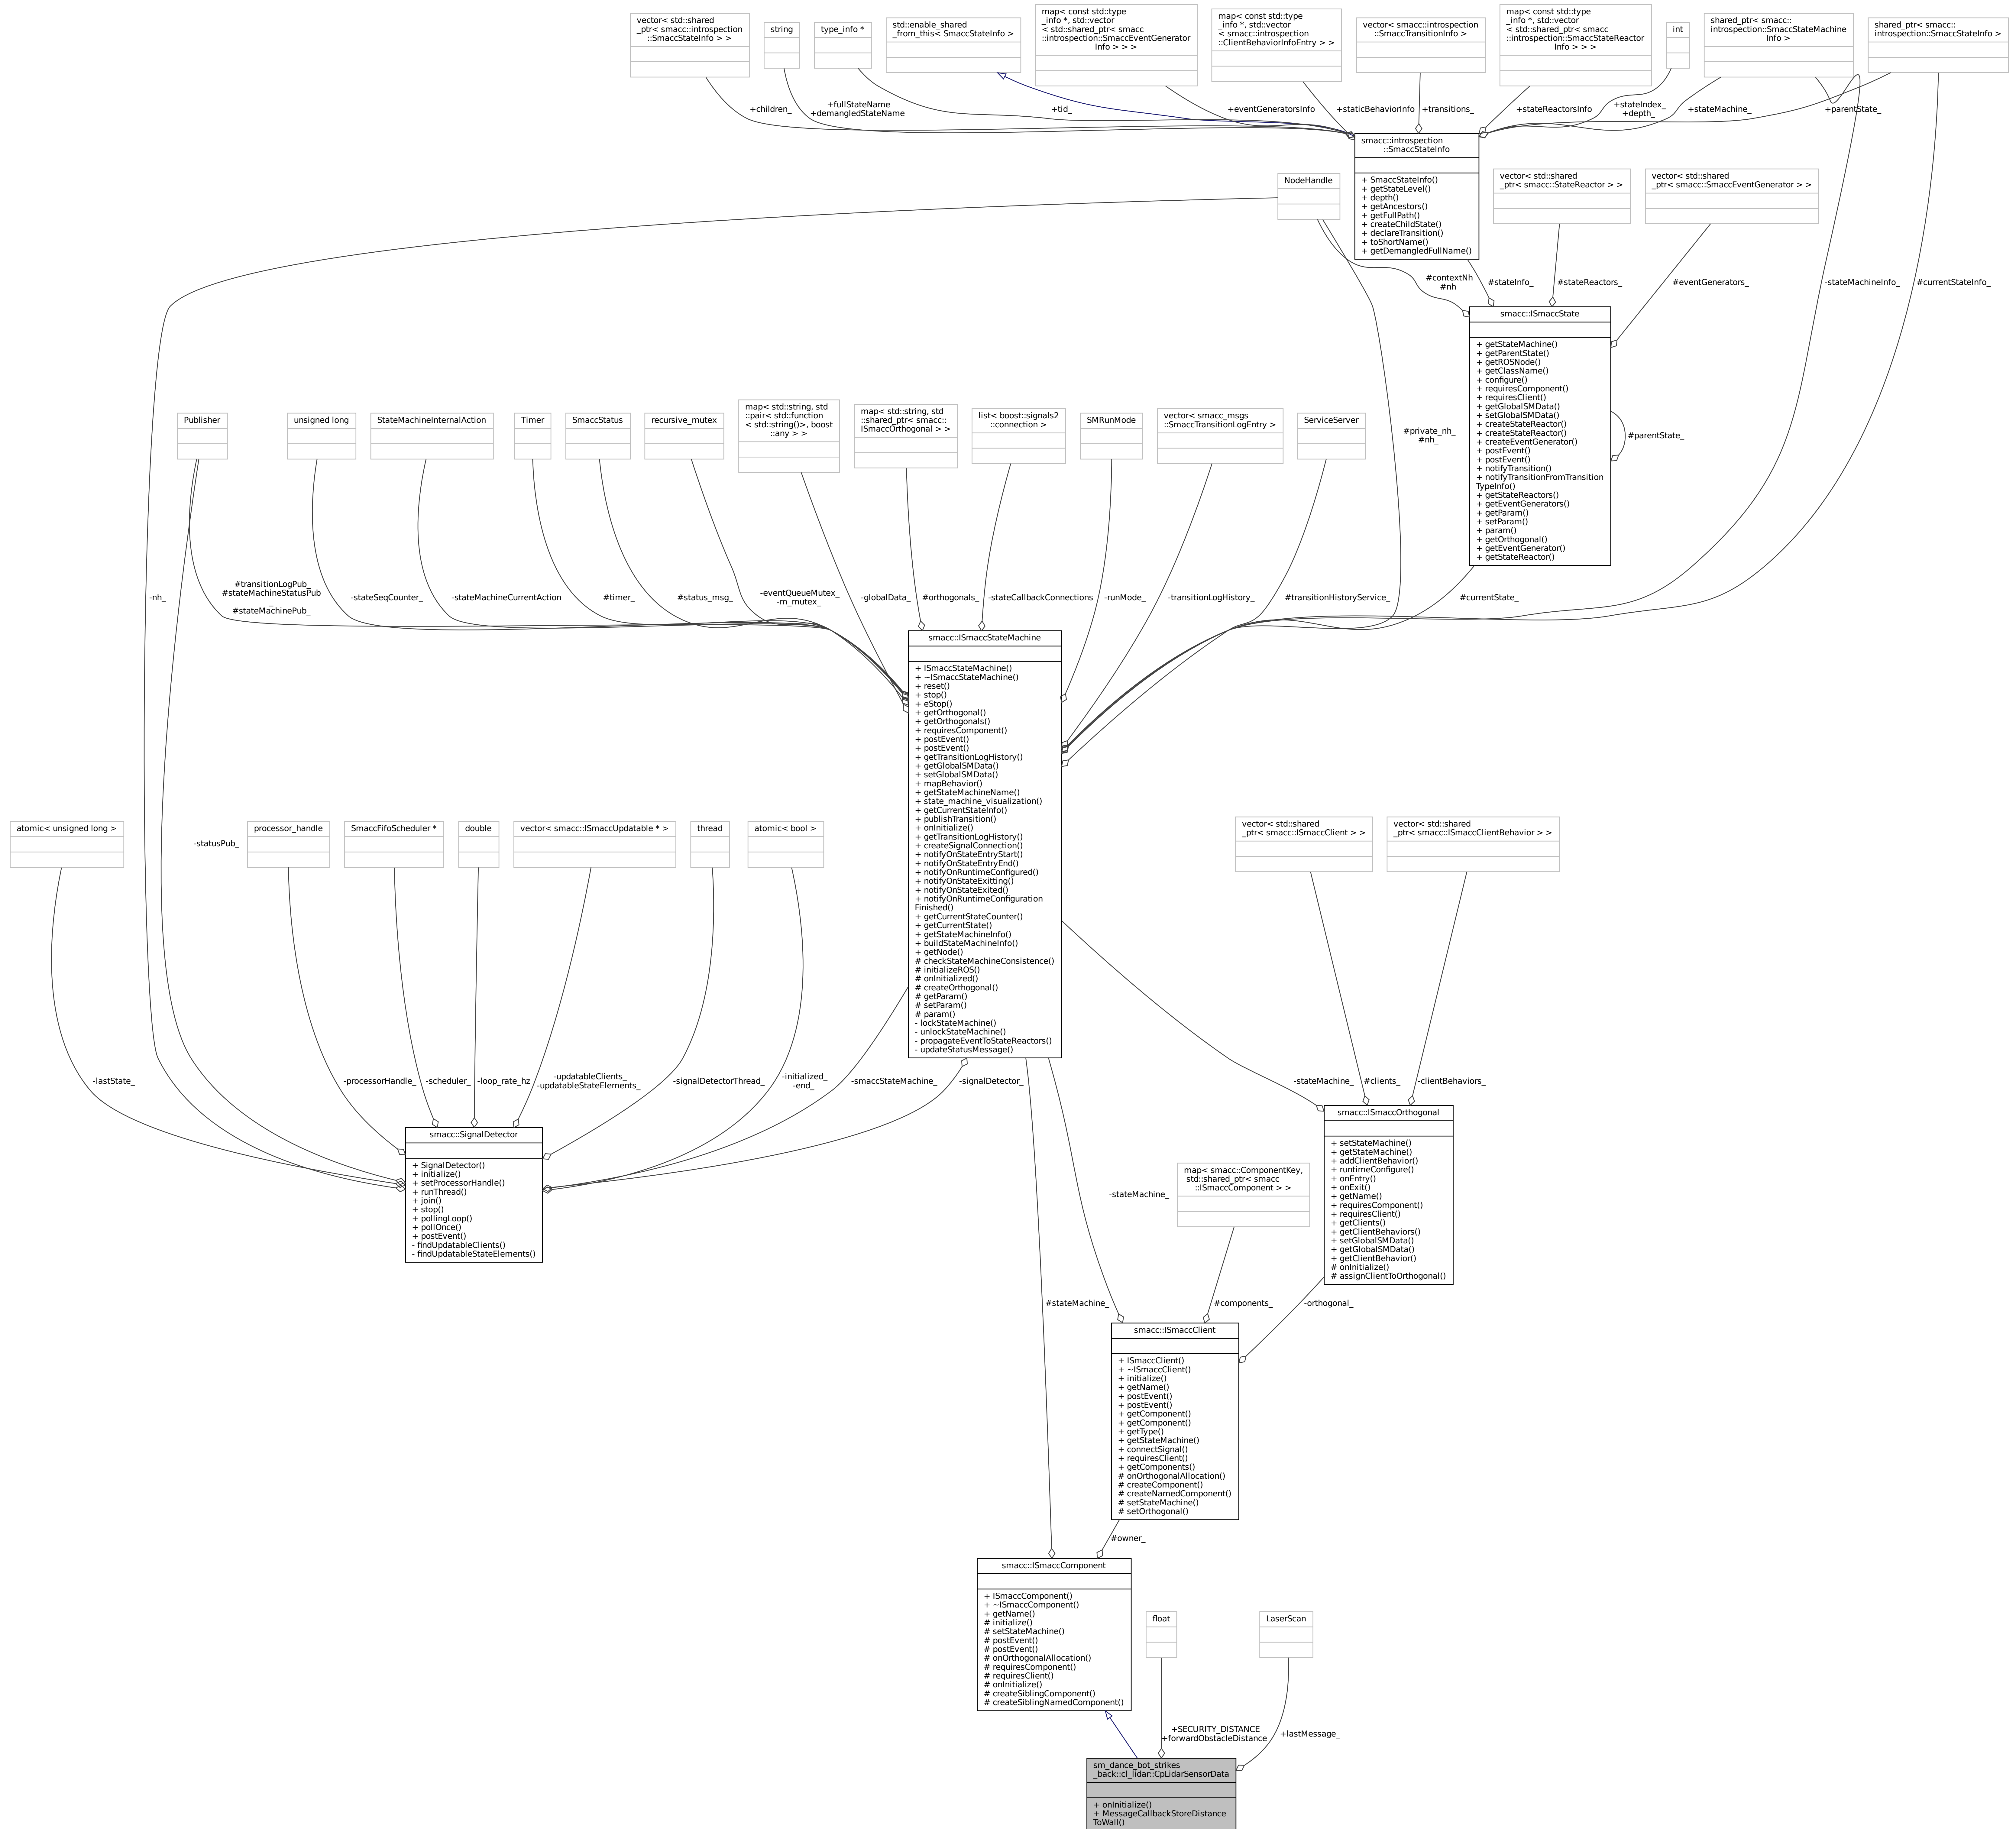 vector< std::shared
_ptr< smacc::introspection
::SmaccStateInfo > >
string
type_info *
std::enable_shared
_from_this< SmaccStateInfo >
map< const std::type
_info *, std::vector
< std::shared_ptr< smacc
::introspection::SmaccEventGenerator
Info > > >
map< const std::type
_info *, std::vector
< smacc::introspection
::ClientBehaviorInfoEntry > >
vector< smacc::introspection
::SmaccTransitionInfo >
map< const std::type
_info *, std::vector
< std::shared_ptr< smacc
::introspection::SmaccStateReactor
Info > > >
int
shared_ptr< smacc::
introspection::SmaccStateMachine
Info >
shared_ptr< smacc::
introspection::SmaccStateInfo >
+children_
+fullStateName
+demangledStateName
+tid_
+eventGeneratorsInfo
+staticBehaviorInfo
+transitions_
+stateReactorsInfo
+stateIndex_
+depth_
+stateMachine_
+parentState_
smacc::introspection
::SmaccStateInfo
+ SmaccStateInfo()
+ getStateLevel()
+ depth()
+ getAncestors()
+ getFullPath()
+ createChildState()
+ declareTransition()
+ toShortName()
+ getDemangledFullName()
NodeHandle
vector< std::shared
_ptr< smacc::StateReactor > >
vector< std::shared
_ptr< smacc::SmaccEventGenerator > >
#contextNh
#nh
#stateInfo_
#stateReactors_
#eventGenerators_
-stateMachineInfo_
#currentStateInfo_
smacc::ISmaccState
+ getStateMachine()
+ getParentState()
+ getROSNode()
+ getClassName()
+ configure()
+ requiresComponent()
+ requiresClient()
+ getGlobalSMData()
+ setGlobalSMData()
+ createStateReactor()
+ createStateReactor()
+ createEventGenerator()
+ postEvent()
+ postEvent()
+ notifyTransition()
+ notifyTransitionFromTransition
TypeInfo()
+ getStateReactors()
+ getEventGenerators()
+ getParam()
+ setParam()
+ param()
+ getOrthogonal()
+ getEventGenerator()
+ getStateReactor()
#parentState_
#private_nh_
#nh_
Publisher
unsigned long
StateMachineInternalAction
Timer
SmaccStatus
recursive_mutex
map< std::string, std
::pair< std::function
< std::string()>, boost
::any > >
map< std::string, std
::shared_ptr< smacc::
ISmaccOrthogonal > >
list< boost::signals2
::connection >
SMRunMode
vector< smacc_msgs
::SmaccTransitionLogEntry >
ServiceServer
-nh_
#transitionLogPub_
#stateMachineStatusPub
_
#stateMachinePub_
-stateSeqCounter_
-stateMachineCurrentAction
#timer_
#status_msg_
-eventQueueMutex_
-m_mutex_
-globalData_
#orthogonals_
-stateCallbackConnections
-runMode_
-transitionLogHistory_
#transitionHistoryService_
#currentState_
smacc::ISmaccStateMachine
+ ISmaccStateMachine()
+ ~ISmaccStateMachine()
+ reset()
+ stop()
+ eStop()
+ getOrthogonal()
+ getOrthogonals()
+ requiresComponent()
+ postEvent()
+ postEvent()
+ getTransitionLogHistory()
+ getGlobalSMData()
+ setGlobalSMData()
+ mapBehavior()
+ getStateMachineName()
+ state_machine_visualization()
+ getCurrentStateInfo()
+ publishTransition()
+ onInitialize()
+ getTransitionLogHistory()
+ createSignalConnection()
+ notifyOnStateEntryStart()
+ notifyOnStateEntryEnd()
+ notifyOnRuntimeConfigured()
+ notifyOnStateExitting()
+ notifyOnStateExited()
+ notifyOnRuntimeConfiguration
Finished()
+ getCurrentStateCounter()
+ getCurrentState()
+ getStateMachineInfo()
+ buildStateMachineInfo()
+ getNode()
# checkStateMachineConsistence()
# initializeROS()
# onInitialized()
# createOrthogonal()
# getParam()
# setParam()
# param()
- lockStateMachine()
- unlockStateMachine()
- propagateEventToStateReactors()
- updateStatusMessage()
atomic< unsigned long >
-statusPub_
processor_handle
SmaccFifoScheduler *
double
vector< smacc::ISmaccUpdatable * >
thread
atomic< bool >
vector< std::shared
_ptr< smacc::ISmaccClient > >
vector< std::shared
_ptr< smacc::ISmaccClientBehavior > >
-lastState_
-processorHandle_
-scheduler_
-loop_rate_hz
-updatableClients_
-updatableStateElements_
-signalDetectorThread_
-initialized_
-end_
-smaccStateMachine_
-signalDetector_
-stateMachine_
#clients_
-clientBehaviors_
smacc::SignalDetector
+ SignalDetector()
+ initialize()
+ setProcessorHandle()
+ runThread()
+ join()
+ stop()
+ pollingLoop()
+ pollOnce()
+ postEvent()
- findUpdatableClients()
- findUpdatableStateElements()
smacc::ISmaccOrthogonal
+ setStateMachine()
+ getStateMachine()
+ addClientBehavior()
+ runtimeConfigure()
+ onEntry()
+ onExit()
+ getName()
+ requiresComponent()
+ requiresClient()
+ getClients()
+ getClientBehaviors()
+ setGlobalSMData()
+ getGlobalSMData()
+ getClientBehavior()
# onInitialize()
# assignClientToOrthogonal()
map< smacc::ComponentKey,
std::shared_ptr< smacc
::ISmaccComponent > >
-stateMachine_
#stateMachine_
#components_
-orthogonal_
smacc::ISmaccClient
+ ISmaccClient()
+ ~ISmaccClient()
+ initialize()
+ getName()
+ postEvent()
+ postEvent()
+ getComponent()
+ getComponent()
+ getType()
+ getStateMachine()
+ connectSignal()
+ requiresClient()
+ getComponents()
# onOrthogonalAllocation()
# createComponent()
# createNamedComponent()
# setStateMachine()
# setOrthogonal()
#owner_
smacc::ISmaccComponent
+ ISmaccComponent()
+ ~ISmaccComponent()
+ getName()
# initialize()
# setStateMachine()
# postEvent()
# postEvent()
# onOrthogonalAllocation()
# requiresComponent()
# requiresClient()
# onInitialize()
# createSiblingComponent()
# createSiblingNamedComponent()
float
LaserScan
+SECURITY_DISTANCE
+forwardObstacleDistance
+lastMessage_
sm_dance_bot_strikes
_back::cl_lidar::CpLidarSensorData
+ onInitialize()
+ MessageCallbackStoreDistance
ToWall()